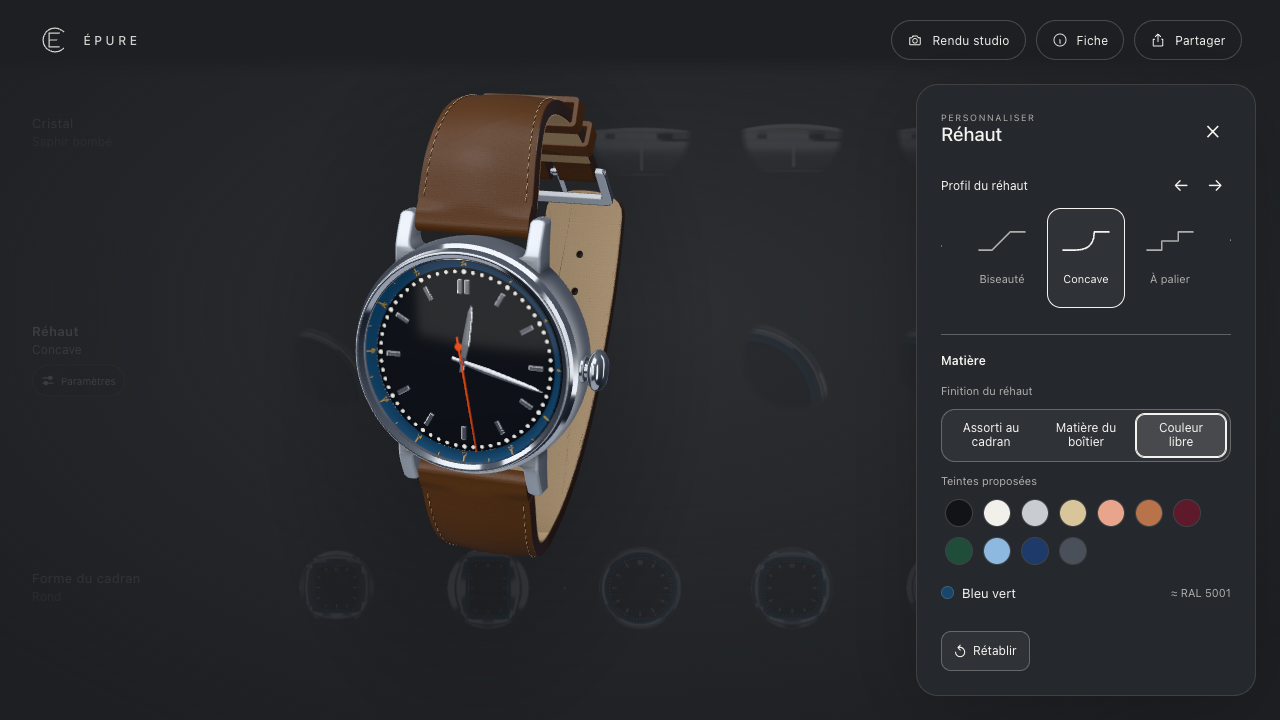 ÉPURE
Rendu studio
Fiche
Partager
Cristal
Saphir bombé
Réhaut
Concave
Paramètres
Forme du cadran
Rond
PERSONNALISER
Réhaut
Profil du réhaut
Biseauté
Concave
À palier
Matière
Finition du réhaut
Assorti au
cadran
Matière du
boîtier
Couleur
libre
Teintes proposées
Bleu vert
≈ RAL 5001
Rétablir